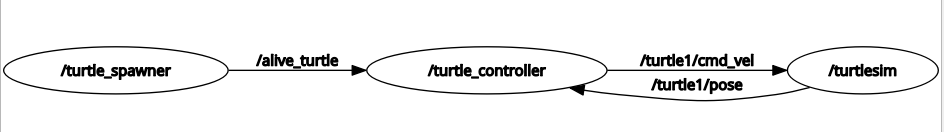 /turtle_spawner
/alive_turtle
/turtle_controller
/turtle1/cmd_vel
/turtle1/pose
/turtlesim